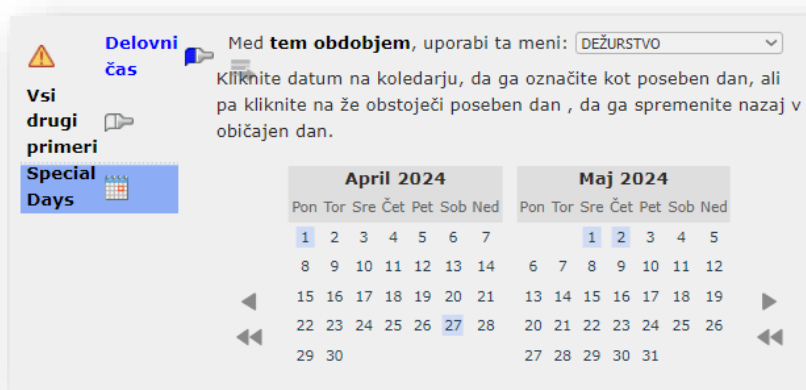 Delovni čas
Vsi drugi primeri
Special Days
Med tem obdobjem, uporabi ta meni: DEŽURSTVO
Kliknite datum na koledarju, da ga označite kot poseben dan, ali
pa kliknite na že obstoječi poseben dan , da ga spremenite nazaj v
običajen dan.
April 2024
Pon Tor Sre Čet Pet Sob Ned
1 2 3 4 5 6 7
8 9 10 11 12 13 14
15 16 17 18 19 20 21
22 23 24 25 26 27 28
29 30
Maj 2024
Pon Tor Sre Čet Pet Sob Ned
1 2 3 4 5
6 7 8 9 10 11 12
13 14 15 16 17 18 19
20 21 22 23 24 25 26
27 28 29 30 31